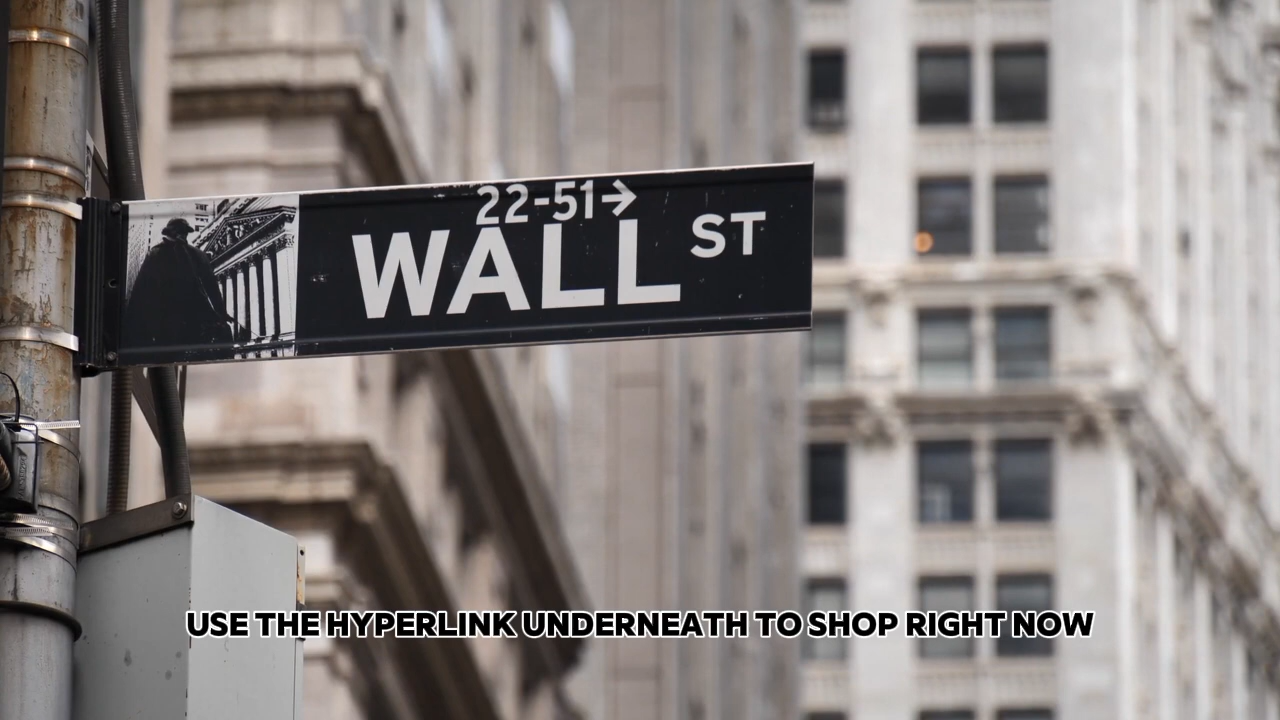 22-51→
WALL ST
USE THE HYPERLINK UNDERNEATH TO SHOP RIGHT NOW